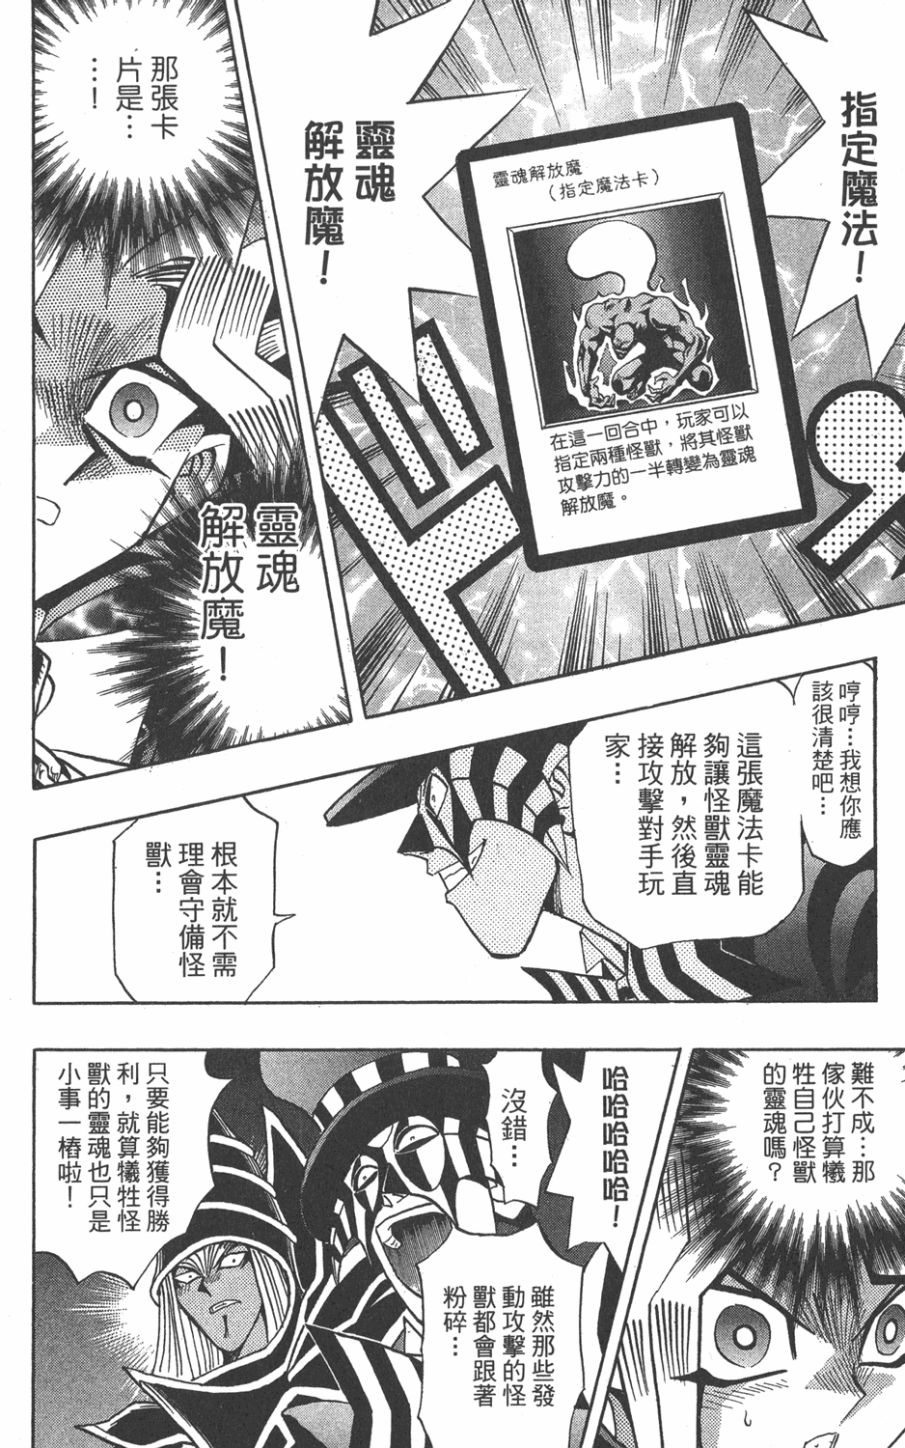 指定魔法！
靈魂解放魔
（指定魔法卡）
在這一回合中，玩家可以
指定兩種怪獸，將其怪獸
攻擊力的一半轉變為靈魂
解放魔。
靈魂
解放魔！
那張卡
片是…
…！
靈魂
解放魔！
哼哼…我想你應
該很清楚吧…
這張魔法卡能
夠讓怪獸靈魂
解放，然後直
接攻擊對手玩
家…
根本就不需
理會守備怪
獸…
難不成…那
傢伙打算犧
牲自己怪獸
的靈魂嗎？
哈哈哈哈哈！
沒錯…
雖然那些發
動攻擊的怪
獸都會跟著
粉碎…
只要能夠獲得勝
利，就算犧牲怪
獸的靈魂也只是
小事一樁啦！